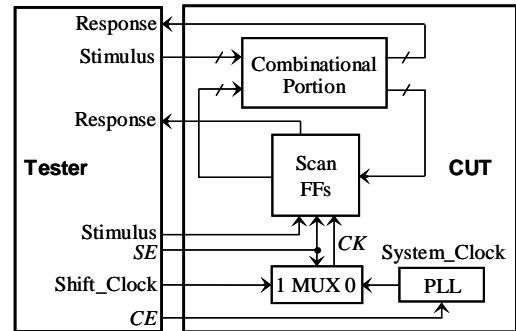 Response
Stimulus
Combinational
Portion
Response
Tester
Scan
FFs
CUT
Stimulus
SE
CK
System_Clock
Shift_Clock
1 MUX 0
PLL
CE